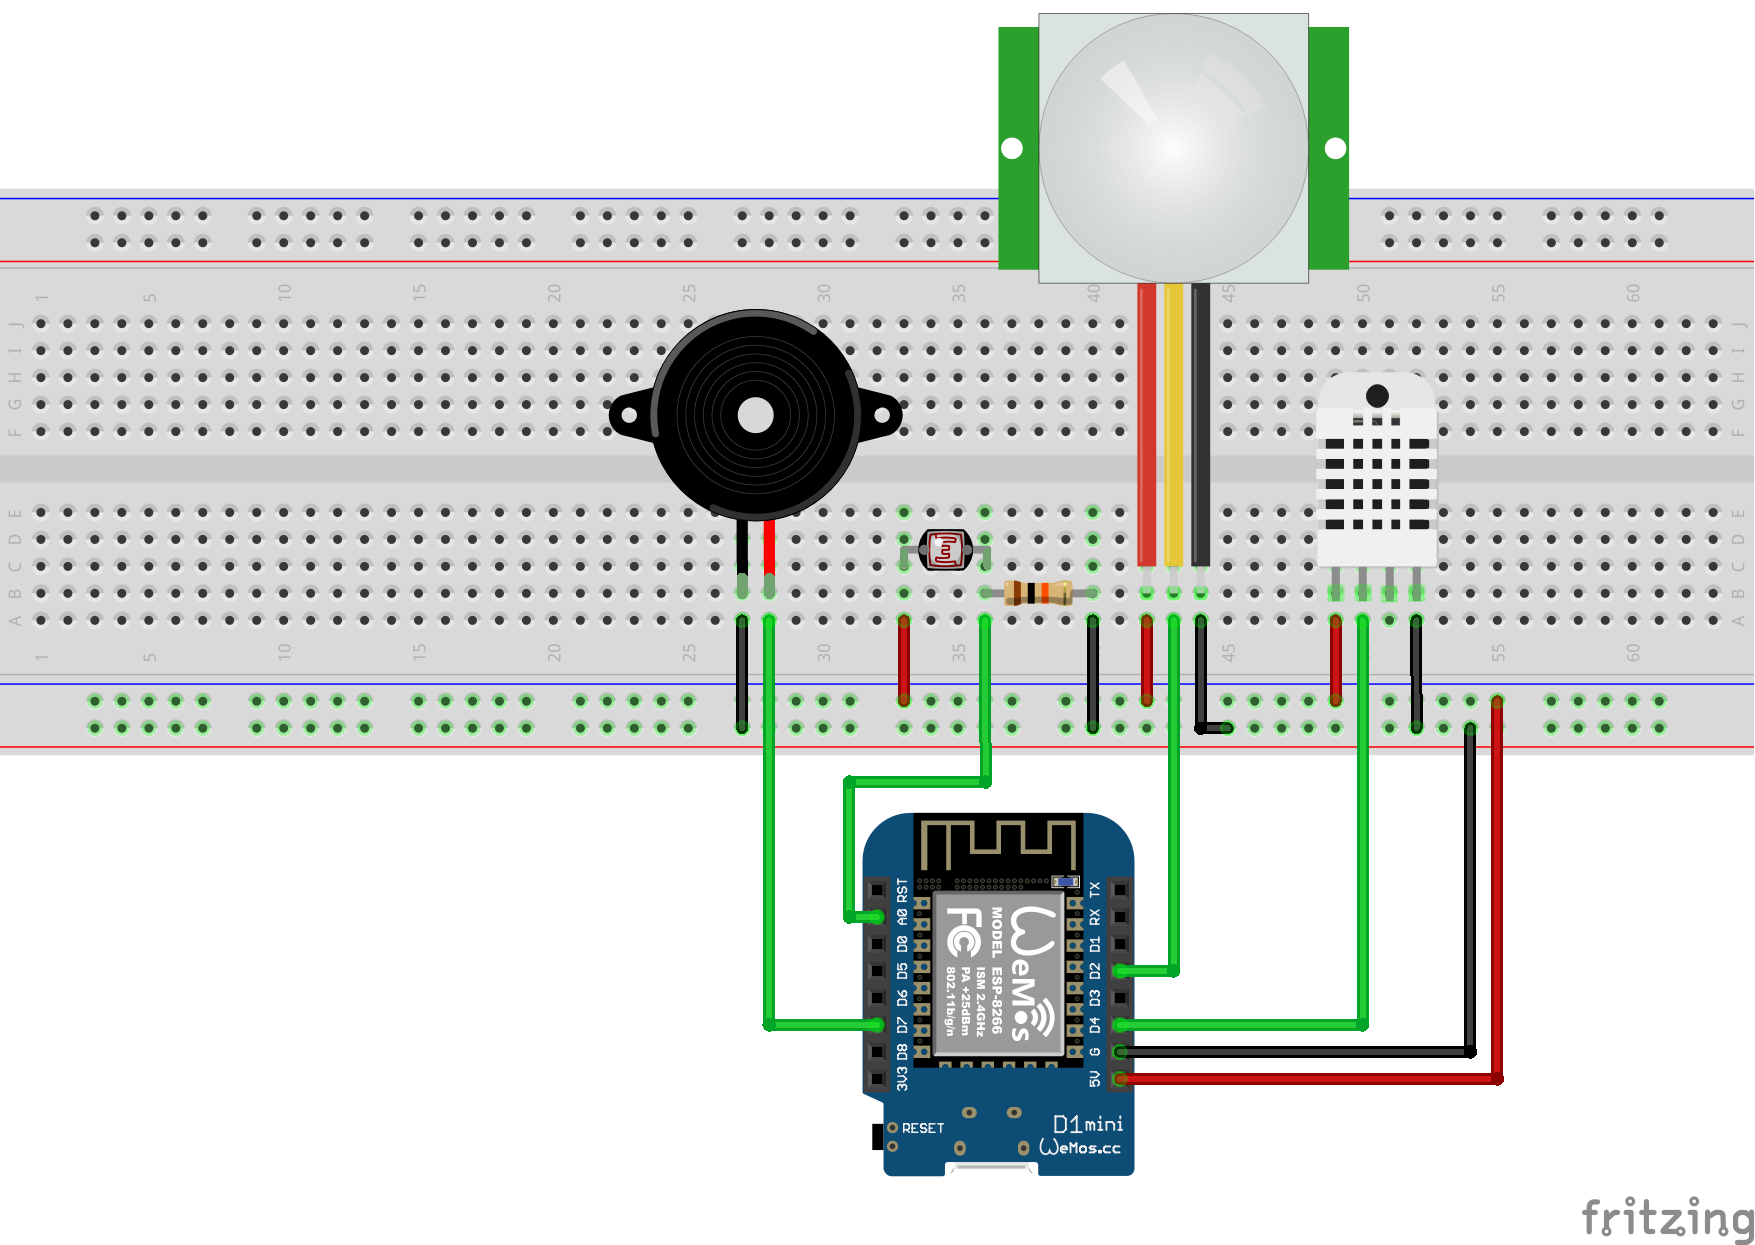 1 5 10 15 20 25 30 35 40 45 50 55 60
J J
I I
H H
G G
F F
E E
D D
C C
B B
A A
1 5 10 15 20 25 30 35 45 55 60
RST
A0
D0
D5
D6
D7
D8
3V3
TX
RX
D1
D2
D3
D4
G
5V
WeMos
MODEL ESP-8266
ISM 2.4GHz
PA +25dBm
802.11b/g/n
FC
RESET
D1mini
WeMos.cc
fritzing